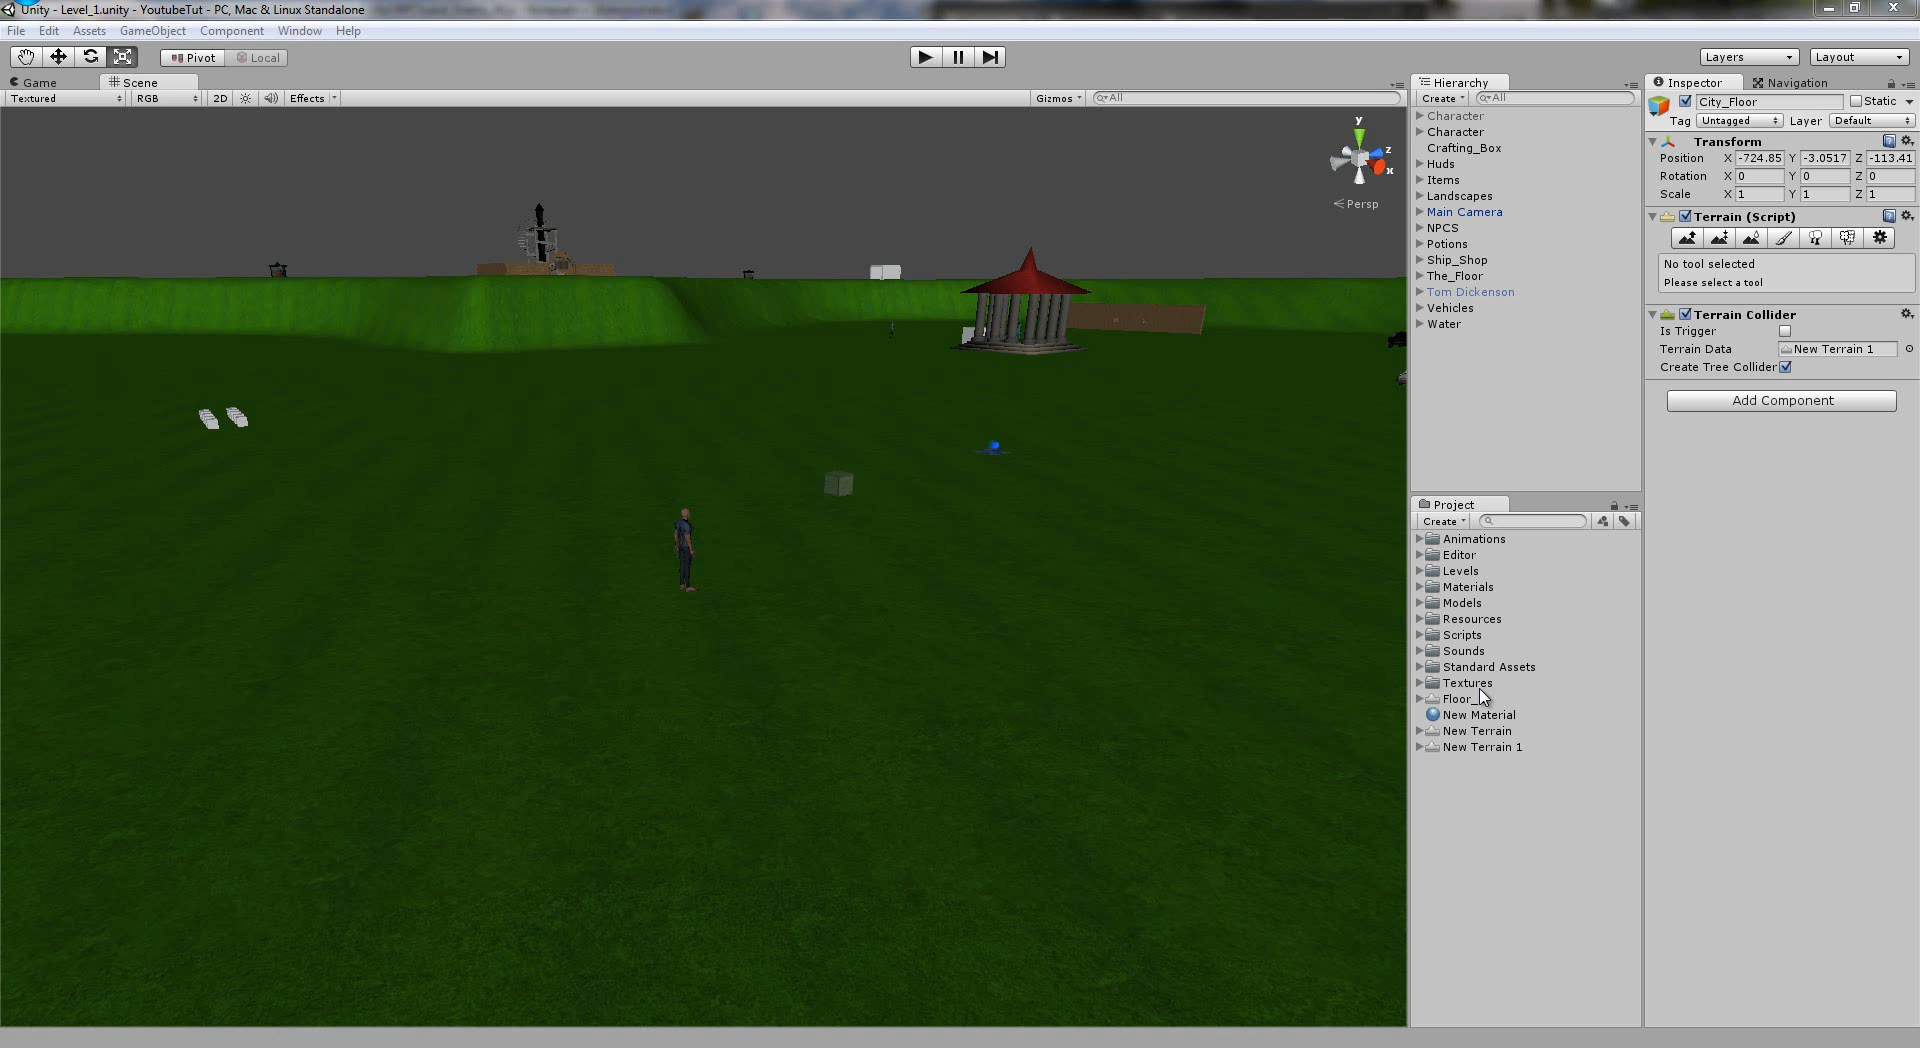 Unity - Level_1.unity - YoutubeTut - PC, Mac & Linux Standalone
File Edit Assets GameObject Component Window Help
Pivot Local Layers Layout
Game Scene
Textured RGB 2D Effects Gizmos All
y
z
x
Persp
Hierarchy
Create All
Character
Character
Crafting_Box
Huds
Items
Landscapes
Main Camera
NPCS
Potions
Ship_Shop
The_Floor
Tom Dickenson
Vehicles
Water
Project
Create
Animations
Editor
Levels
Materials
Models
Resources
Scripts
Sounds
Standard Assets
Textures
Floor_
New Material
New Terrain
New Terrain 1
Inspector Navigation
City_Floor Static
Tag Untagged Layer Default
Transform
Position X -724.85 Y -3.0517 Z -113.41
Rotation X 0 Y 0 Z 0
Scale X 1 Y 1 Z 1
Terrain (Script)
No tool selected
Please select a tool
Terrain Collider
Is Trigger
Terrain Data New Terrain 1
Create Tree Collider
Add Component